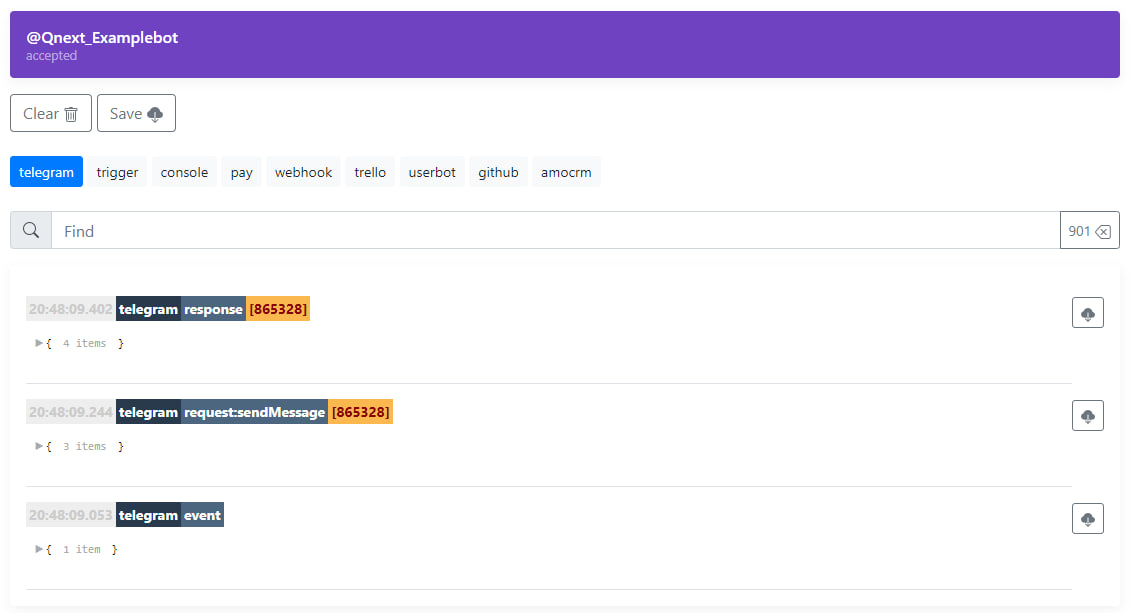 @Qnext_Examplebot
accepted
Clear Save
telegram trigger console pay webhook trello userbot github amocrm
Find 901
20:48:09.402 telegram response [865328]
{ 4 items }
20:48:09.244 telegram request:sendMessage [865328]
{ 3 items }
20:48:09.053 telegram event
{ 1 item }